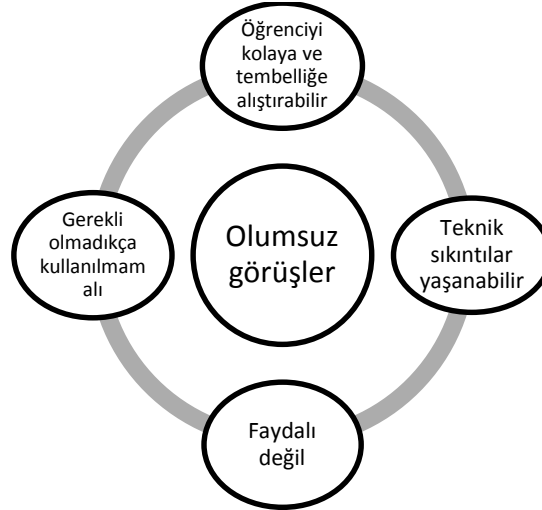 Öğrenciyi
kolaya ve
tembelliğe
alıştırabilir
Gerekli
olmadıkça
kullanılmam
alı
Olumsuz
görüşler
Teknik
sıkıntılar
yaşanabilir
Faydalı
değil